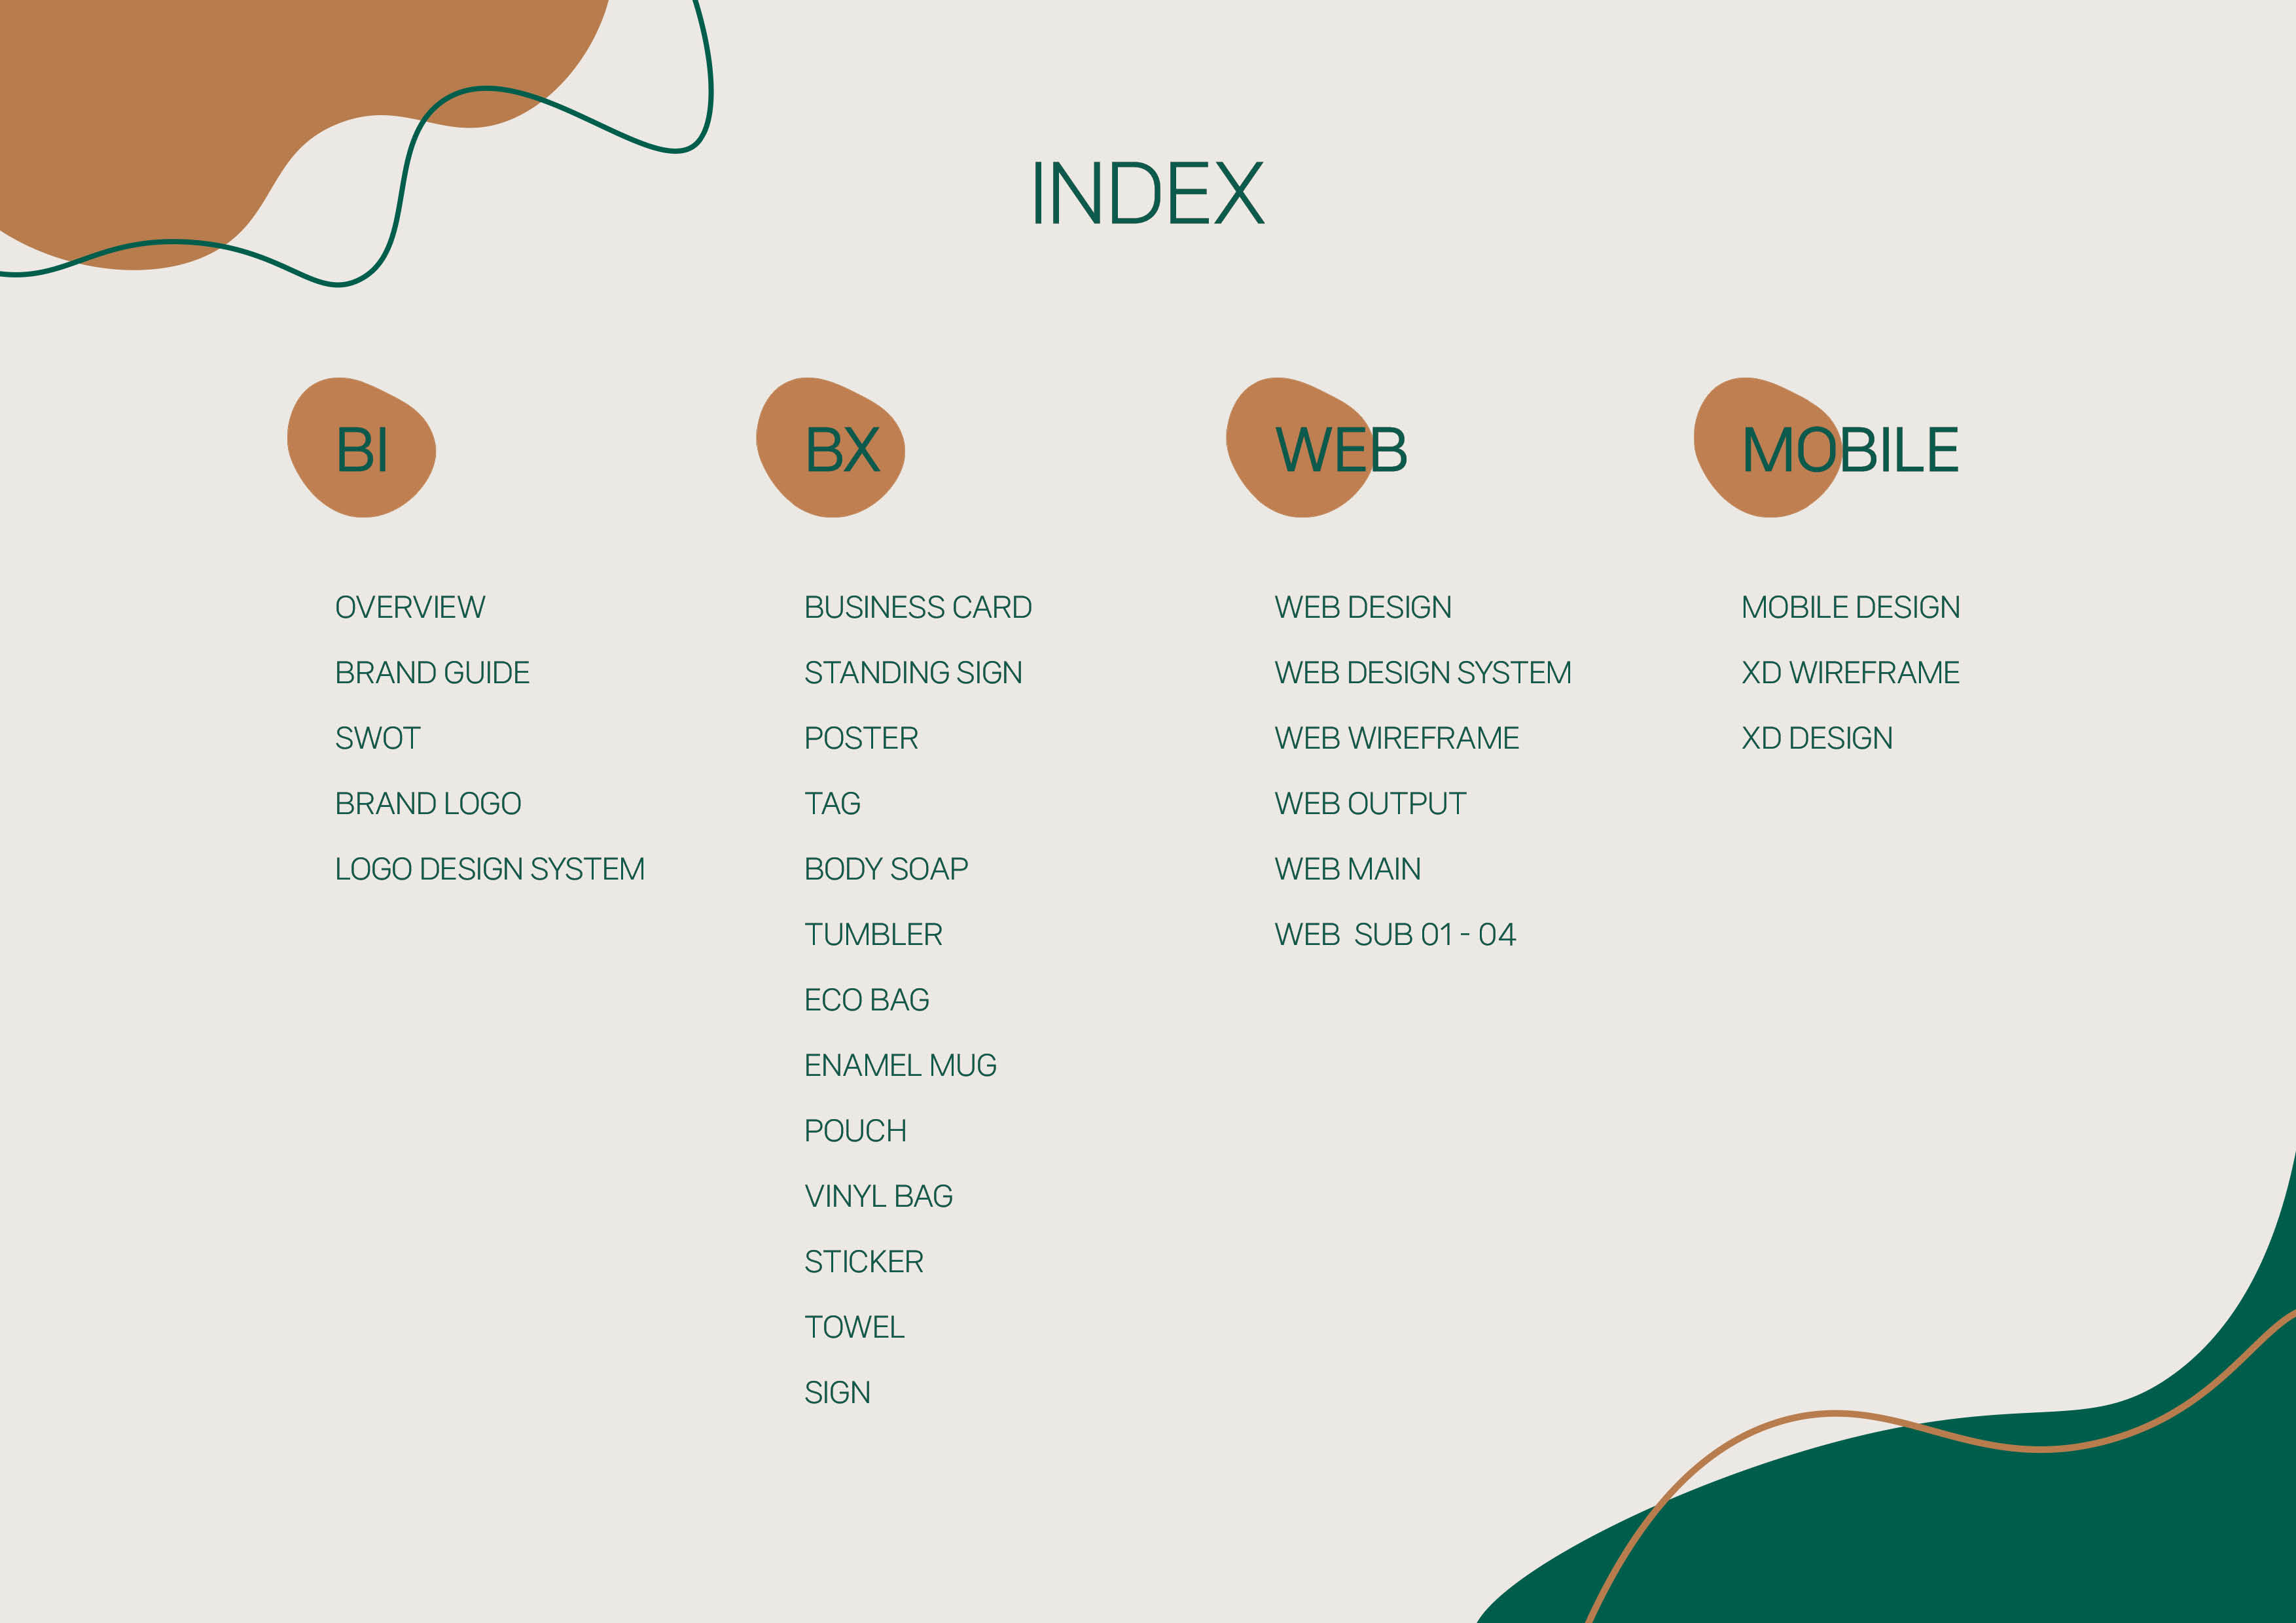 INDEX
BI
OVERVIEW
BRAND GUIDE
SWOT
BRAND LOGO
LOGO DESIGN SYSTEM
BX
BUSINESS CARD
STANDING SIGN
POSTER
TAG
BODY SOAP
TUMBLER
ECO BAG
ENAMEL MUG
POUCH
VINYL BAG
STICKER
TOWEL
SIGN
WEB
WEB DESIGN
WEB DESIGN SYSTEM
WEB WIREFRAME
WEB OUTPUT
WEB MAIN
WEB  SUB 01 - 04
MOBILE
MOBILE DESIGN
XD WIREFRAME
XD DESIGN